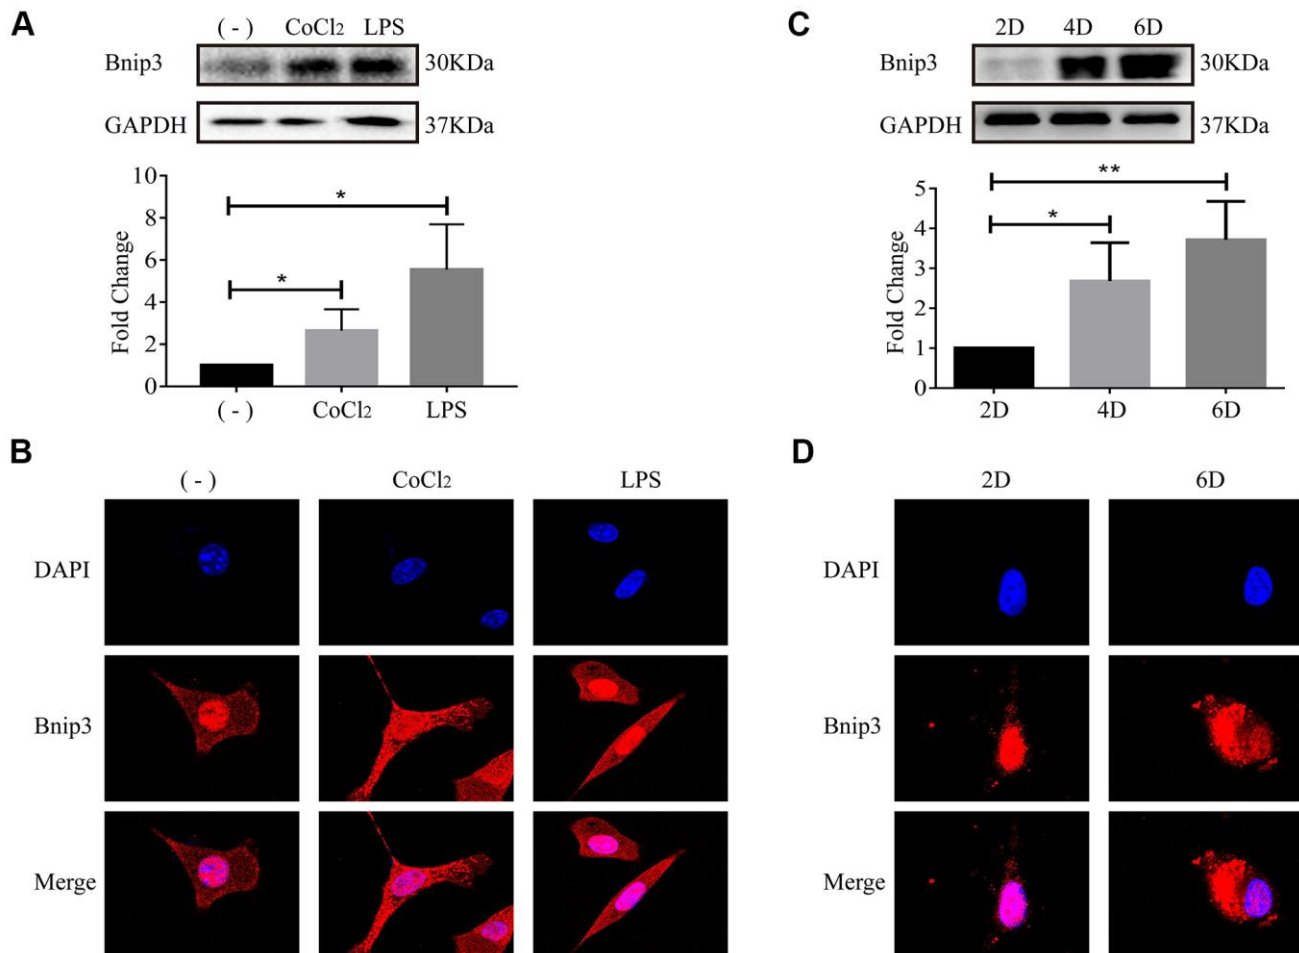 A
(-) CoCl2 LPS
Bnip3 30KDa
GAPDH 37KDa
10
8
6
4
2
0
Fold Change
*
*
(-) CoCl2 LPS
C
2D 4D 6D
Bnip3 30KDa
GAPDH 37KDa
5
4
3
2
1
0
Fold Change
**
*
2D 4D 6D
B
(-) CoCl2 LPS
DAPI
Bnip3
Merge
D
2D 6D
DAPI
Bnip3
Merge